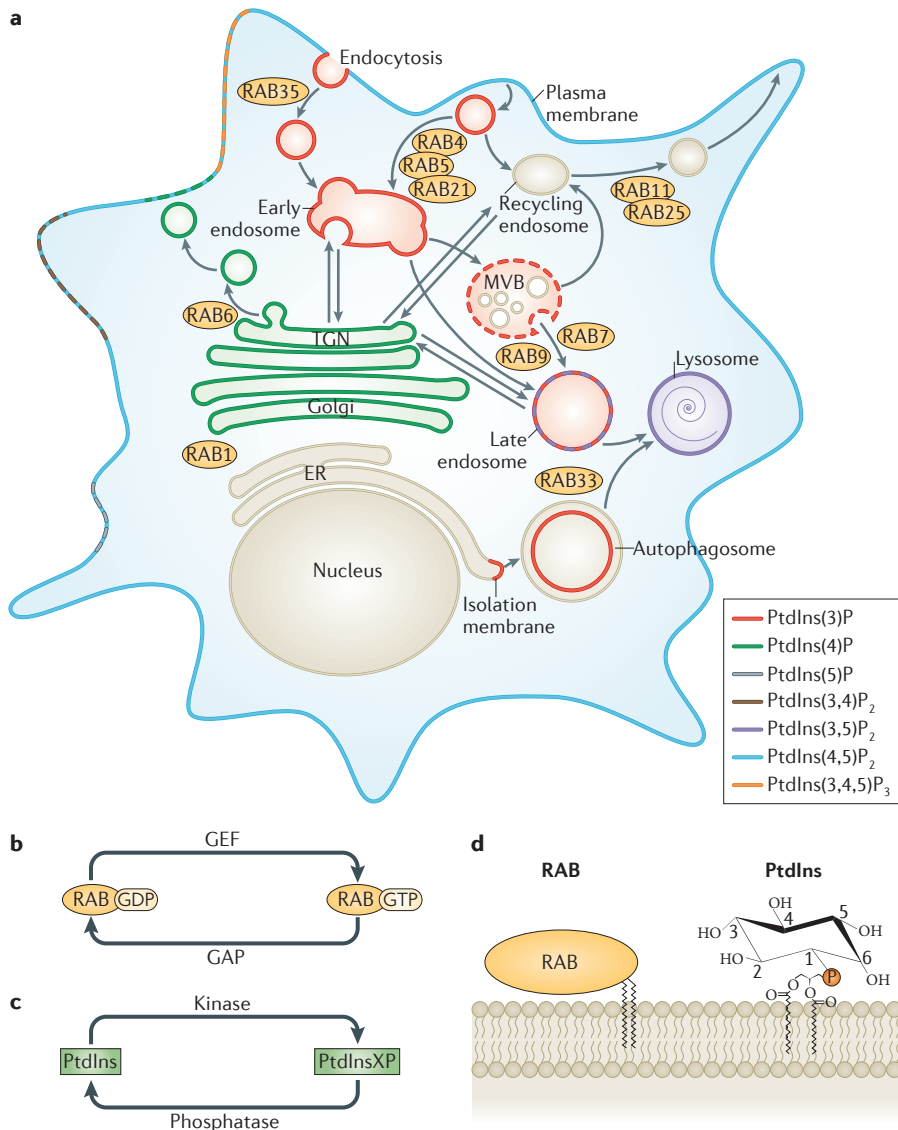 a
Endocytosis
RAB35
Plasma
membrane
RAB4
RAB5
RAB21
RAB11
RAB25
Early
endosome
Recycling
endosome
MVB
RAB6
TGN
RAB7
RAB9
Lysosome
Golgi
Late
endosome
RAB1
ER
RAB33
Nucleus
Autophagosome
Isolation
membrane
PtdIns(3)P
PtdIns(4)P
PtdIns(5)P
PtdIns(3,4)P₂
PtdIns(3,5)P₂
PtdIns(4,5)P₂
PtdIns(3,4,5)P₃
b
GEF
RAB GDP
RAB GTP
GAP
c
Kinase
PtdIns
PtdInsXP
Phosphatase
d
RAB
PtdIns
RAB
OH
4
5
HO
3
OH
HO
2
1
6
P
OH
O
O
O
O